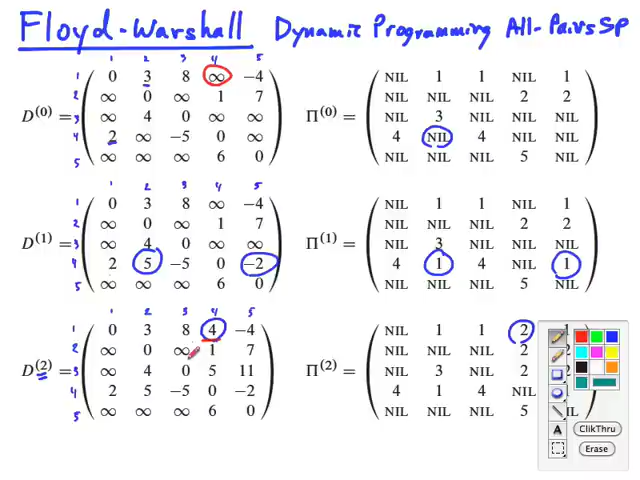 Floyd-Warshall Dynamic Programming All-Pairs SP
1 2 3 4 5
1 0 3 8 ∞ −4 NIL 1 1 NIL 1
2 ∞ 0 ∞ 1 7 NIL NIL NIL 2 2
D(0) = 3 ∞ 4 0 ∞ ∞ Π(0) = NIL 3 NIL NIL NIL
4 2 ∞ −5 0 ∞ 4 NIL 4 NIL NIL
5 ∞ ∞ ∞ 6 0 NIL NIL NIL 5 NIL
1 2 3 4 5
1 0 3 8 ∞ −4 NIL 1 1 NIL 1
2 ∞ 0 ∞ 1 7 NIL NIL NIL 2 2
D(1) = 3 ∞ 4 0 ∞ ∞ Π(1) = NIL 3 NIL NIL NIL
4 2 5 −5 0 −2 4 1 4 NIL 1
5 ∞ ∞ ∞ 6 0 NIL NIL NIL 5 NIL
1 2 3 4 5
1 0 3 8 4 −4 NIL 1 1 2 1
2 ∞ 0 ∞ 1 7 NIL NIL NIL 2 2
D(2) = 3 ∞ 4 0 5 11 Π(2) = NIL 3 NIL 2 2
4 2 5 −5 0 −2 4 1 4 NIL
5 ∞ ∞ ∞ 6 0 NIL NIL NIL 5
A
ClikThru
Erase